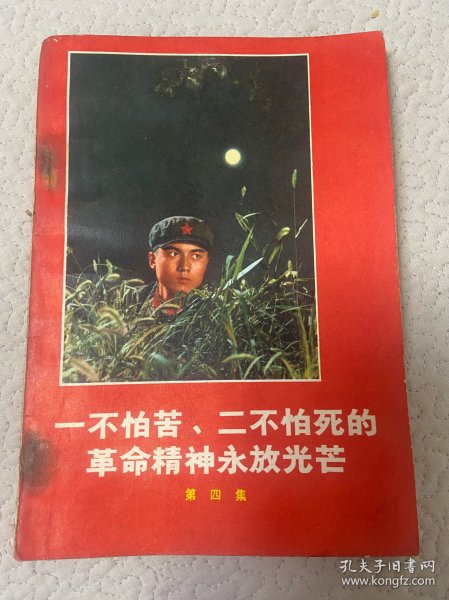 一不怕苦、二不怕死的
革命精神永放光芒
第四集
孔夫子旧书网
www.kongfz.com